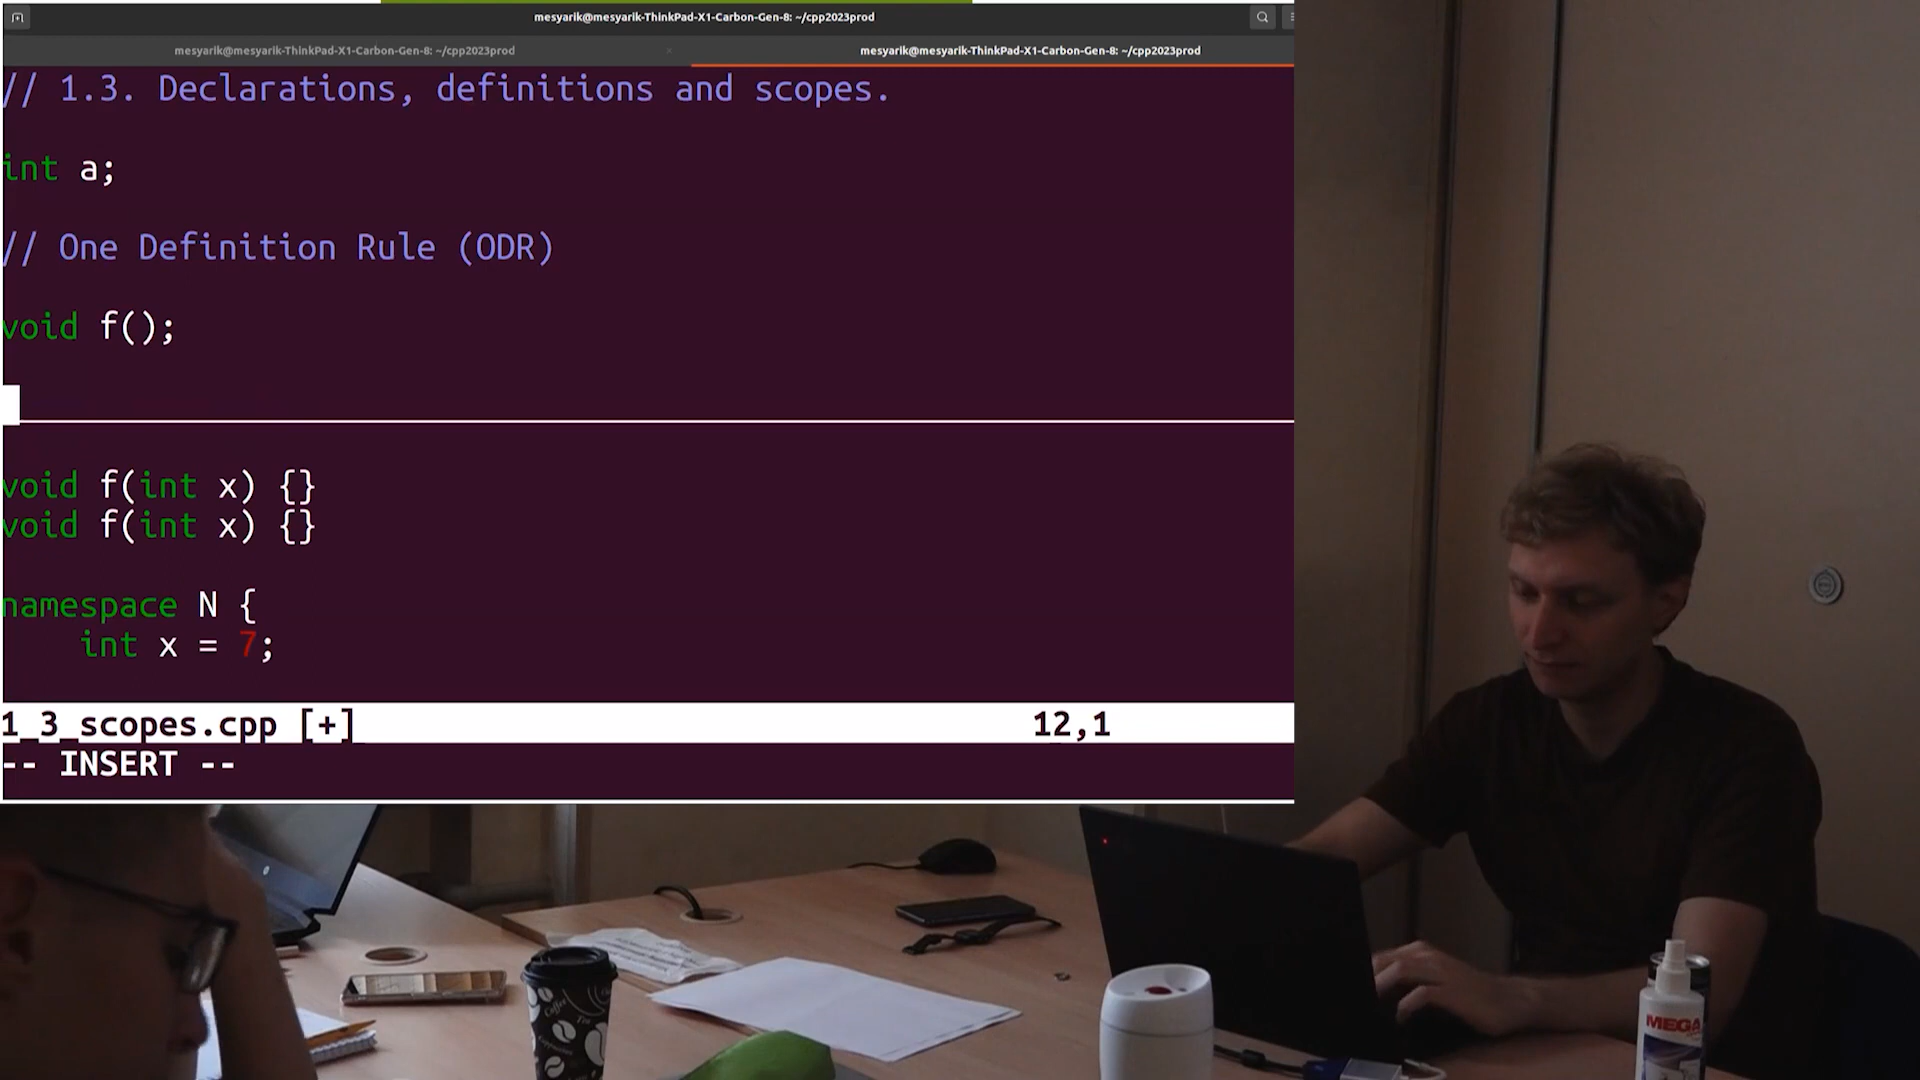 mesyarik@mesyarik-ThinkPad-X1-Carbon-Gen-8: ~/cpp2023prod
mesyarik@mesyarik-ThinkPad-X1-Carbon-Gen-8: ~/cpp2023prod
mesyarik@mesyarik-ThinkPad-X1-Carbon-Gen-8: ~/cpp2023prod
// 1.3. Declarations, definitions and scopes.
int a;
// One Definition Rule (ODR)
void f();
void f(int x) {}
void f(int x) {}
namespace N {
int x = 7;
1_3_scopes.cpp [+] 12,1
-- INSERT --
Coffee
MEGA